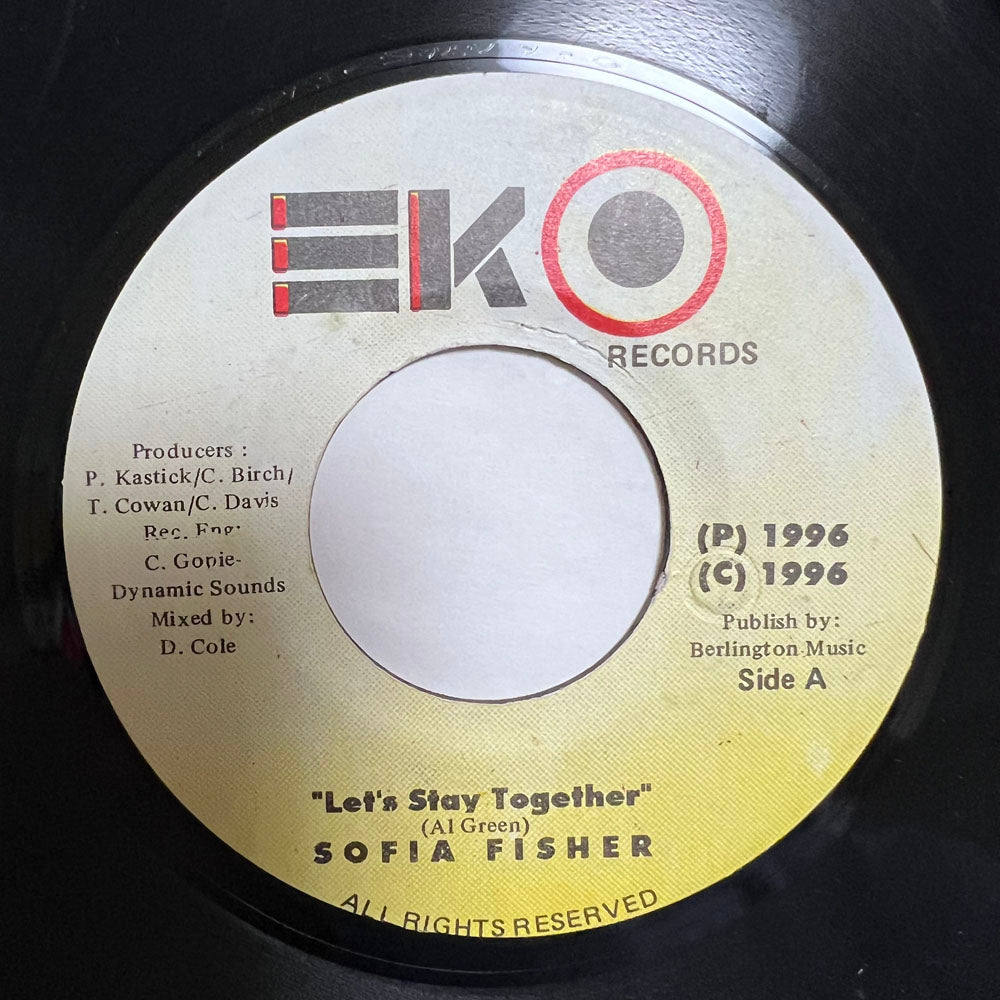 EKO
RECORDS
Producers :
P. Kastick/C. Birch/
T. Cowan/C. Davis
Rec. Eng:
C. Gopie-
Dynamic Sounds
Mixed by:
D. Cole
(P) 1996
(C) 1996
Publish by:
Berlington Music
Side A
"Let's Stay Together"
(Al Green)
SOFIA FISHER
ALL RIGHTS RESERVED